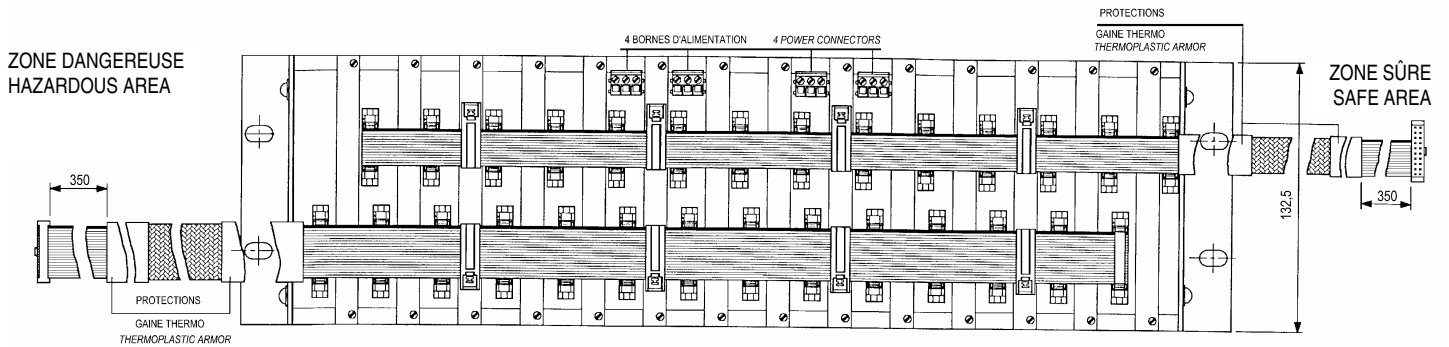 ZONE DANGEREUSE
HAZARDOUS AREA
4 BORNES D'ALIMENTATION
4 POWER CONNECTORS
PROTECTIONS
GAINE THERMO
THERMOPLASTIC ARMOR
ZONE SÛRE
SAFE AREA
350
132,5
350
PROTECTIONS
GAINE THERMO
THERMOPLASTIC ARMOR